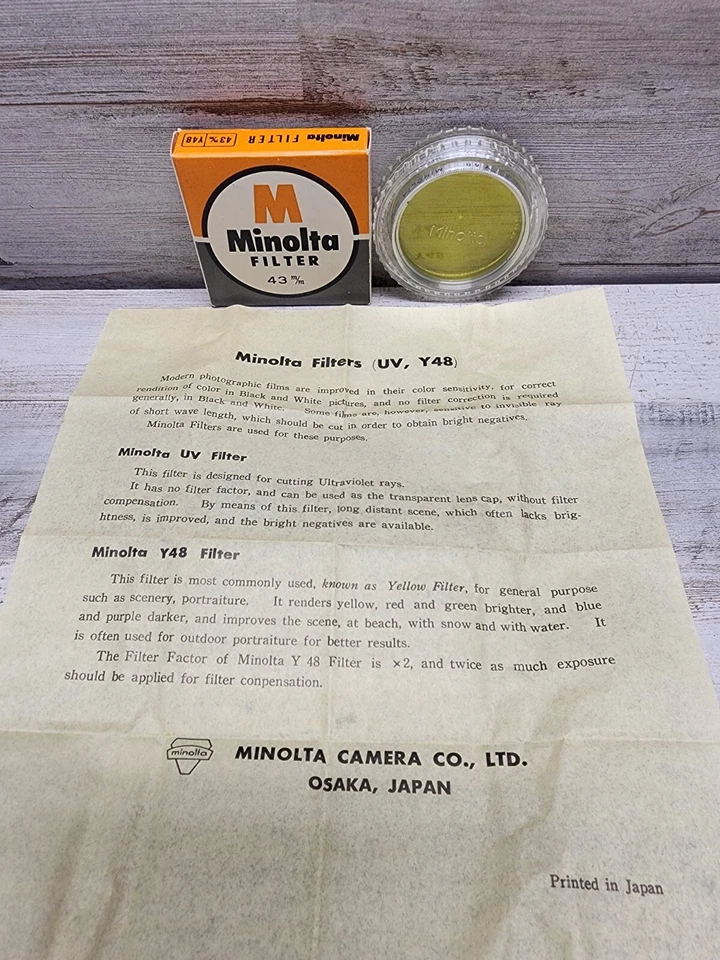 43m/m Y48 FILTER Minolta
M
Minolta
FILTER
43 m/m
Minolta
Minolta Filters (UV, Y48)
Modern photographic films are improved in their color sensitivity, for correct
rendition of color in Black and White pictures, and no filter correction is required
generally, in Black and White. Some films are, however, sensitive to invisible ray
of short wave length, which should be cut in order to obtain bright negatives.
Minolta Filters are used for these purposes.
Minolta UV Filter
This filter is designed for cutting Ultraviolet rays.
It has no filter factor, and can be used as the transparent lens cap, without filter
compensation. By means of this filter, long distant scene, which often lacks brig-
htness, is improved, and the bright negatives are available.
Minolta Y48 Filter
This filter is most commonly used, known as Yellow Filter, for general purpose
such as scenery, portraiture. It renders yellow, red and green brighter, and blue
and purple darker, and improves the scene, at beach, with snow and with water. It
is often used for outdoor portraiture for better results.
The Filter Factor of Minolta Y 48 Filter is ×2, and twice as much exposure
should be applied for filter conpensation.
minolta
MINOLTA CAMERA CO., LTD.
OSAKA, JAPAN
Printed in Japan